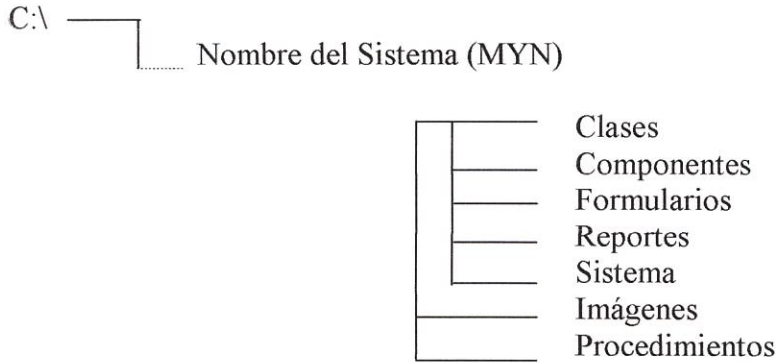 C:\
Nombre del Sistema (MYN)
Clases
Componentes
Formularios
Reportes
Sistema
Imágenes
Procedimientos